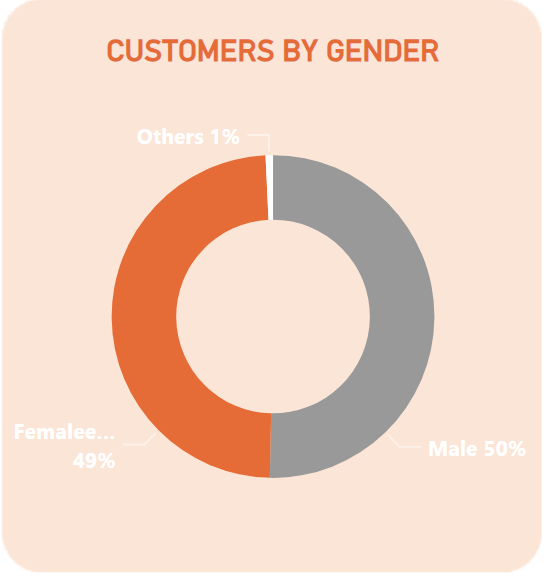 CUSTOMERS BY GENDER
Others 1%
Femalee...
49%
Male 50%